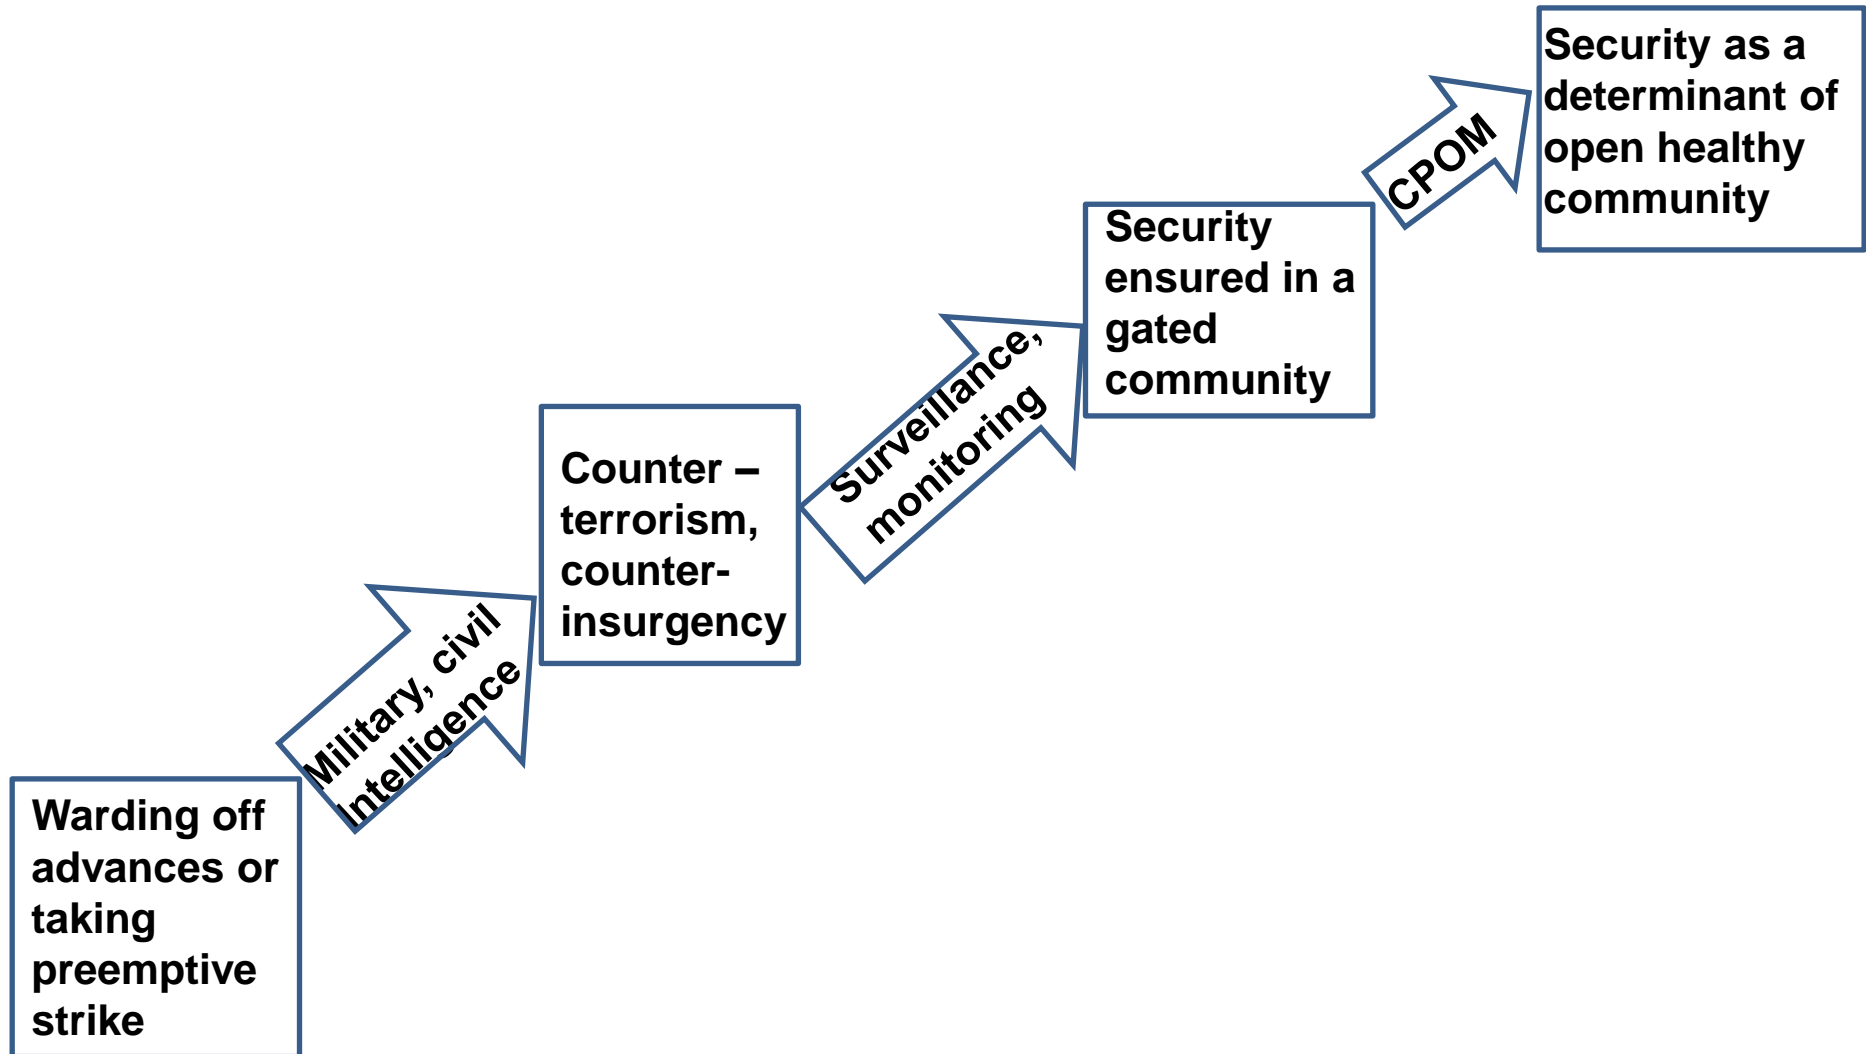 Warding off
advances or
taking
preemptive
strike
Military, civil
Intelligence
Counter –
terrorism,
counter-
insurgency
Surveillance,
monitoring
Security
ensured in a
gated
community
CPOM
Security as a
determinant of
open healthy
community